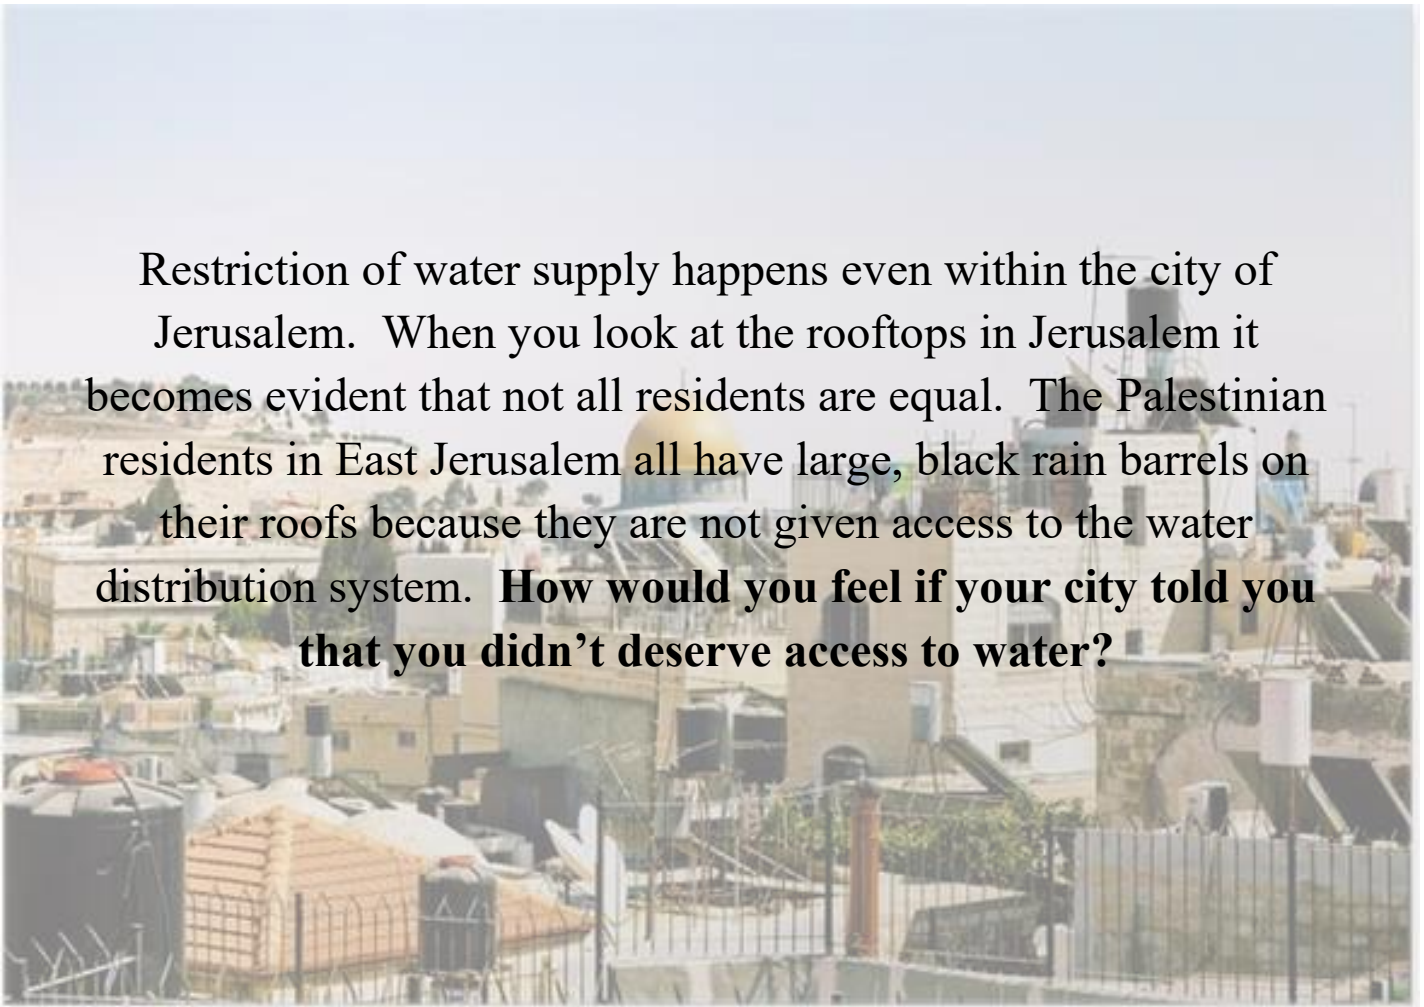 Restriction of water supply happens even within the city of
Jerusalem.  When you look at the rooftops in Jerusalem it
becomes evident that not all residents are equal.  The Palestinian
residents in East Jerusalem all have large, black rain barrels on
their roofs because they are not given access to the water
distribution system.  How would you feel if your city told you
that you didn’t deserve access to water?